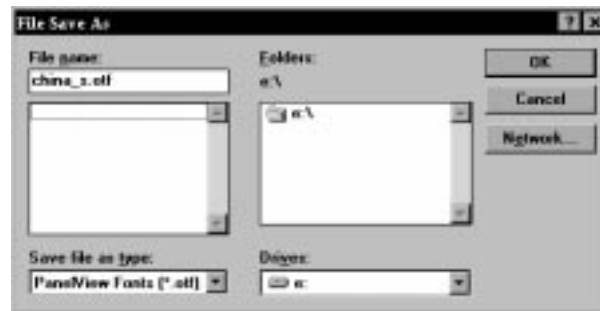 File Save As
File name:
china_s.otf
Folders:
a:\
a:\
OK
Cancel
Network...
Save file as type:
PanelView Fonts (*.otf)
Drives:
a: